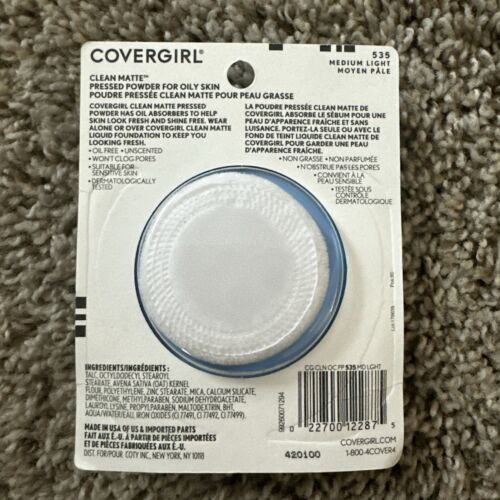 COVERGIRL®
535
MEDIUM LIGHT
MOYEN PÂLE
CLEAN MATTE™
PRESSED POWDER FOR OILY SKIN
POUDRE PRESSÉE CLEAN MATTE POUR PEAU GRASSE
COVERGIRL CLEAN MATTE PRESSED
POWDER HAS OIL ABSORBERS TO HELP
SKIN LOOK FRESH AND SHINE FREE. WEAR
ALONE OR OVER COVERGIRL CLEAN MATTE
LIQUID FOUNDATION TO KEEP YOU
LOOKING FRESH.
• OIL FREE • UNSCENTED
• WON'T CLOG PORES
• SUITABLE FOR
SENSITIVE SKIN
• DERMATOLOGICALLY
TESTED
LA POUDRE PRESSÉE CLEAN MATTE DE
COVERGIRL ABSORBE LE SÉBUM POUR UNE
PEAU D'APPARENCE FRAÎCHE ET SANS
LUISANCE. PORTEZ-LA SEULE OU AVEC LE
FOND DE TEINT LIQUIDE CLEAN MATTE DE
COVERGIRL POUR GARDER UNE PEAU
D'APPARENCE FRAÎCHE.
• NON GRASSE • NON PARFUMÉE
• N'OBSTRUE PAS LES PORES
• CONVIENT À LA
PEAU SENSIBLE
• TESTÉE SOUS
CONTRÔLE
DERMATOLOGIQUE
INGREDIENTS/INGRÉDIENTS :
TALC, OCTYLDODECYL STEAROYL
STEARATE, AVENA SATIVA (OAT) KERNEL
FLOUR, POLYETHYLENE, ZINC STEARATE, MICA, CALCIUM SILICATE,
DIMETHICONE, METHYLPARABEN, SODIUM DEHYDROACETATE,
LAUROYL LYSINE, PROPYLPARABEN, MALTODEXTRIN, BHT,
AQUA/WATER/EAU, IRON OXIDES (CI 77491, CI 77492, CI 77499).
MADE IN USA OF US & IMPORTED PARTS
FAIT AUX É.-U. À PARTIR DE PIÈCES IMPORTÉES
ET DE PIÈCES FABRIQUÉES AUX É.-U.
DIST. FOR/POUR COTY INC., NEW YORK, NY 10118
CG CLN OC PP 535 MD LGHT
99260071294
0 22700 12287 5
420100
COVERGIRL.COM
1-800-4COVER4